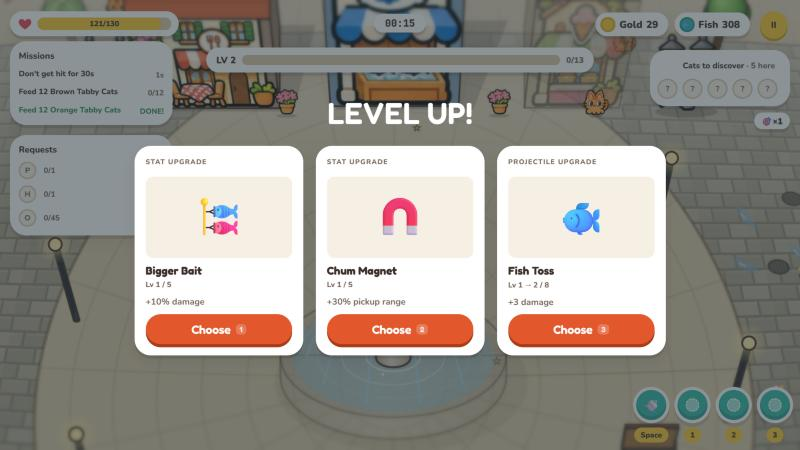 121/130
00:15
Gold 29
Fish 308
Missions
Don't get hit for 30s 1s
Feed 12 Brown Tabby Cats 0/12
Feed 12 Orange Tabby Cats DONE!
LV 2 0/13
Cats to discover · 5 here
? ? ? ? ?
×1
LEVEL UP!
Requests
P 0/1
H 0/1
O 0/45
STAT UPGRADE
Bigger Bait
Lv 1 / 5
+10% damage
Choose 1
STAT UPGRADE
Chum Magnet
Lv 1 / 5
+30% pickup range
Choose 2
PROJECTILE UPGRADE
Fish Toss
Lv 1 → 2 / 8
+3 damage
Choose 3
Space 1 2 3